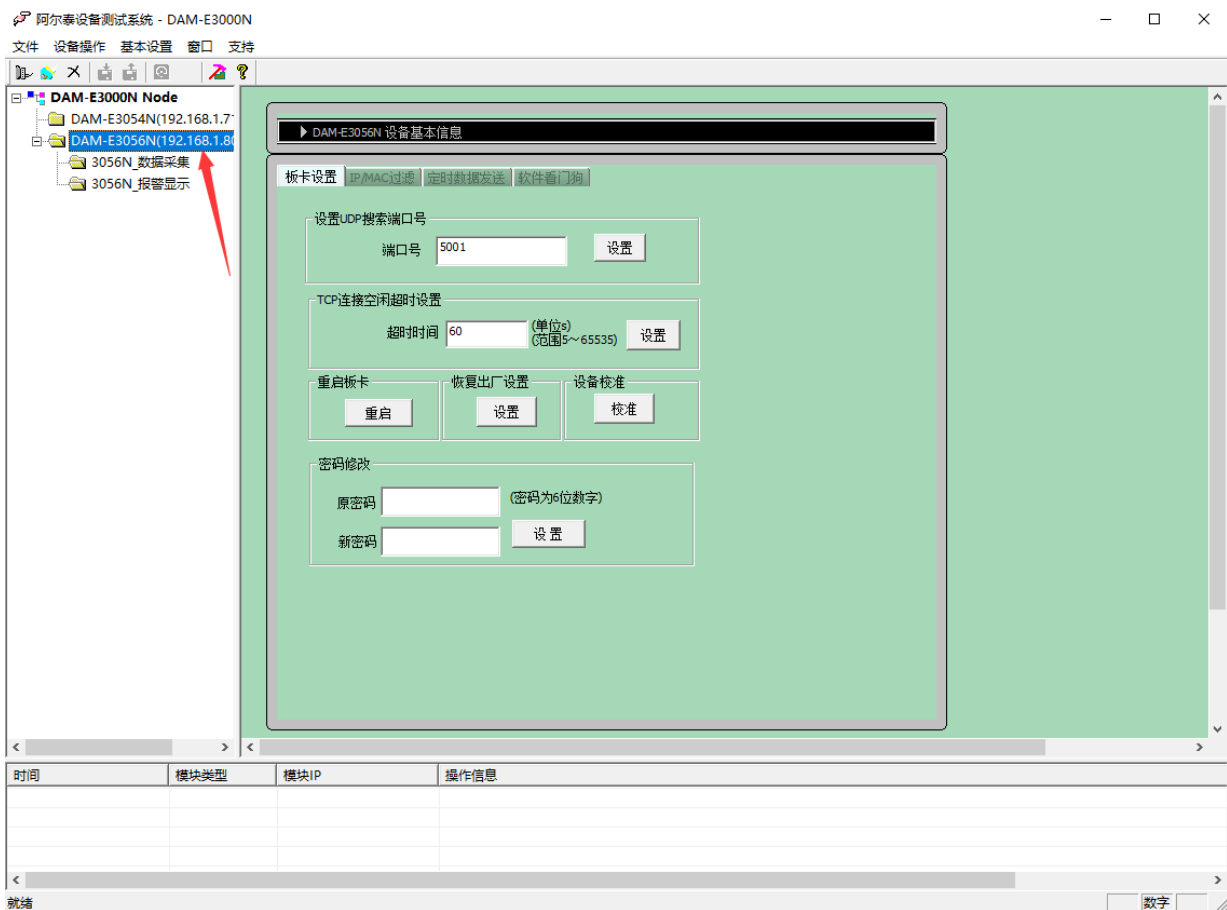 阿尔泰设备测试系统 - DAM-E3000N
文件 设备操作 基本设置 窗口 支持
DAM-E3000N Node
DAM-E3054N(192.168.1.7
DAM-E3056N(192.168.1.80
3056N_数据采集
3056N_报警显示
DAM-E3056N 设备基本信息
板卡设置 IP/MAC过滤 定时数据发送 软件看门狗
设置UDP搜索端口号
端口号 5001 设置
TCP连接空闲超时设置
超时时间 60 (单位s) 设置
(范围5～65535)
重启板卡 恢复出厂设置 设备校准
重启 设置 校准
密码修改
原密码 (密码为6位数字)
设 置
新密码
时间 模块类型 模块IP 操作信息
就绪 数字